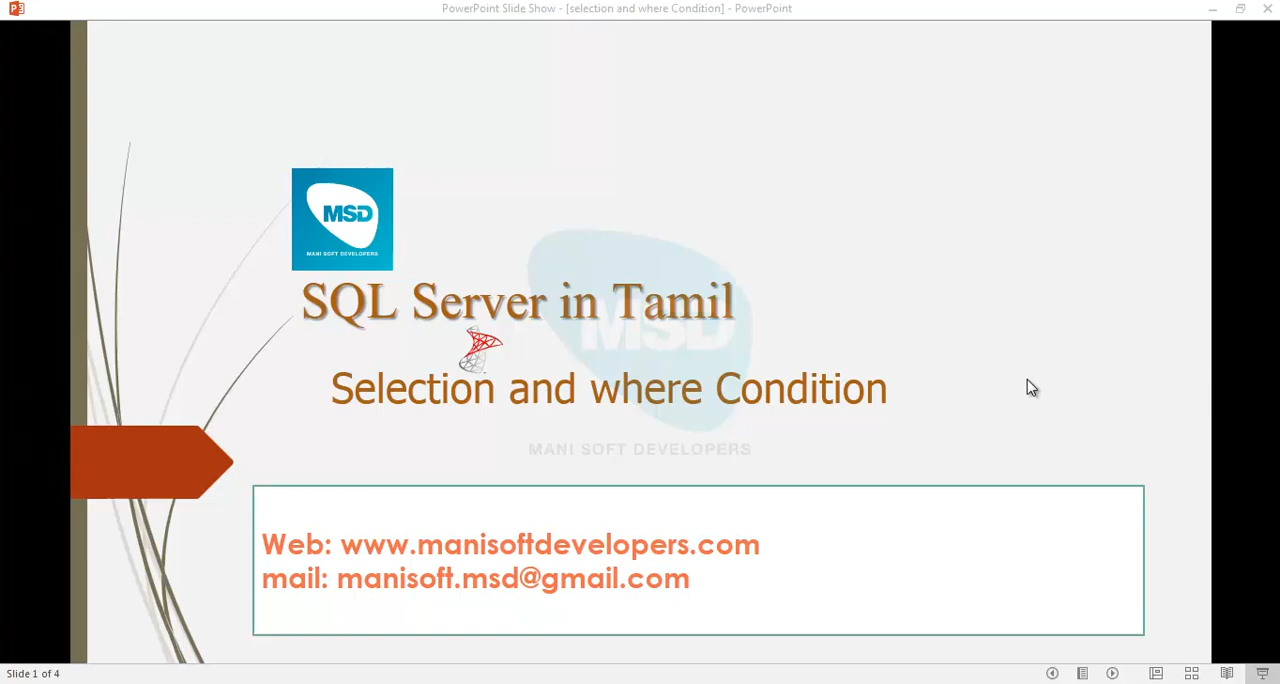 PowerPoint Slide Show - [selection and where Condition] - PowerPoint
MSD
MANI SOFT DEVELOPERS
SQL Server in Tamil
MSD
Selection and where Condition
MANI SOFT DEVELOPERS
Web: www.manisoftdevelopers.com
mail: manisoft.msd@gmail.com
Slide 1 of 4